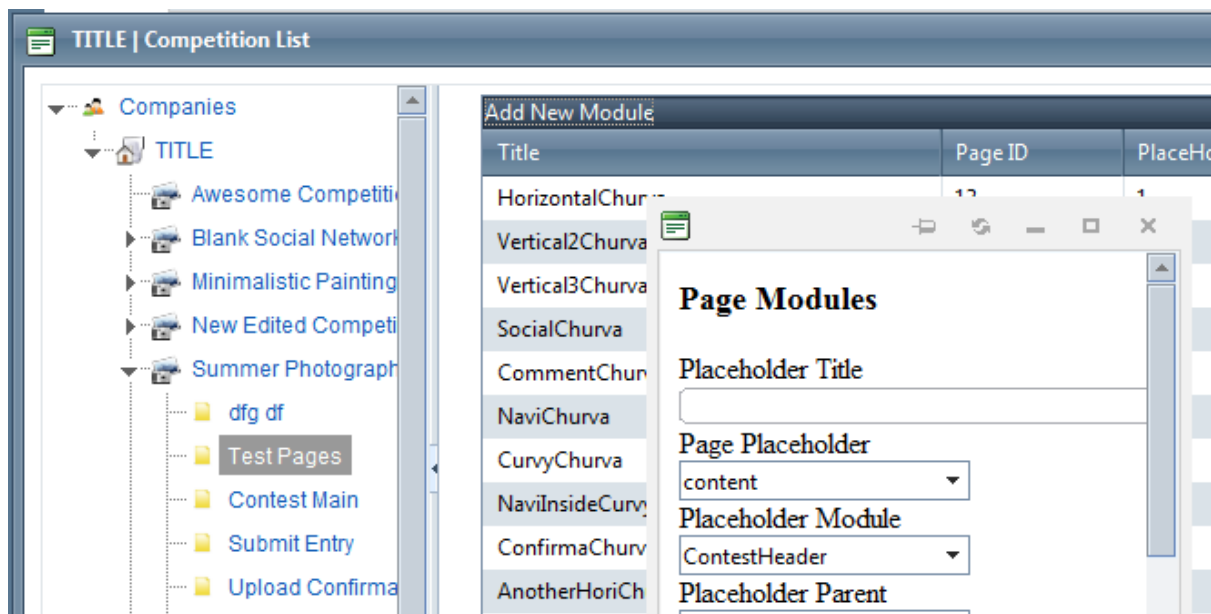 TITLE | Competition List
Companies
TITLE
Awesome Competiti
Blank Social Network
Minimalistic Painting
New Edited Competi
Summer Photograph
dfg df
Test Pages
Contest Main
Submit Entry
Upload Confirma
Add New Module
Title Page ID PlaceHo
HorizontalChurva 12 1
Vertical2Churva
Vertical3Churva
SocialChurva
CommentChurv
NaviChurva
CurvyChurva
NaviInsideCurvy
ConfirmaChurv
AnotherHoriCh
Page Modules
Placeholder Title
Page Placeholder
content
Placeholder Module
ContestHeader
Placeholder Parent